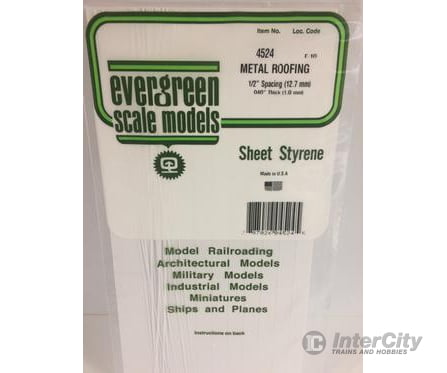 Item No. Loc. Code
4524
METAL ROOFING
1/2" Spacing (12.7 mm)
.040" Thick (1.0 mm)
evergreen
scale models
Sheet Styrene
Made in U.S.A
Model Railroading
Architectural Models
Military Models
Industrial Models
Miniatures
Ships and Planes
Instructions on back
InterCity
TRAINS AND HOBBIES